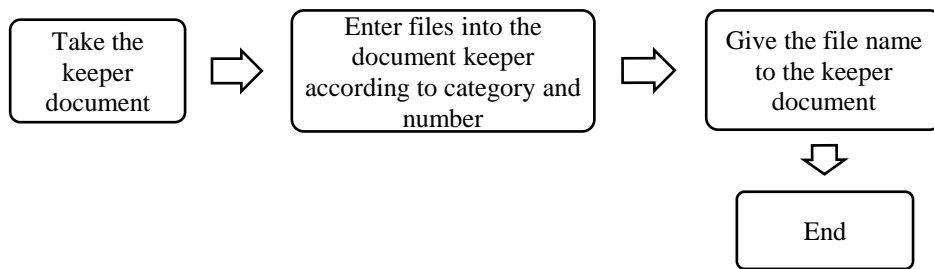 Take the
keeper
document
Enter files into the
document keeper
according to category and
number
Give the file name
to the keeper
document
End